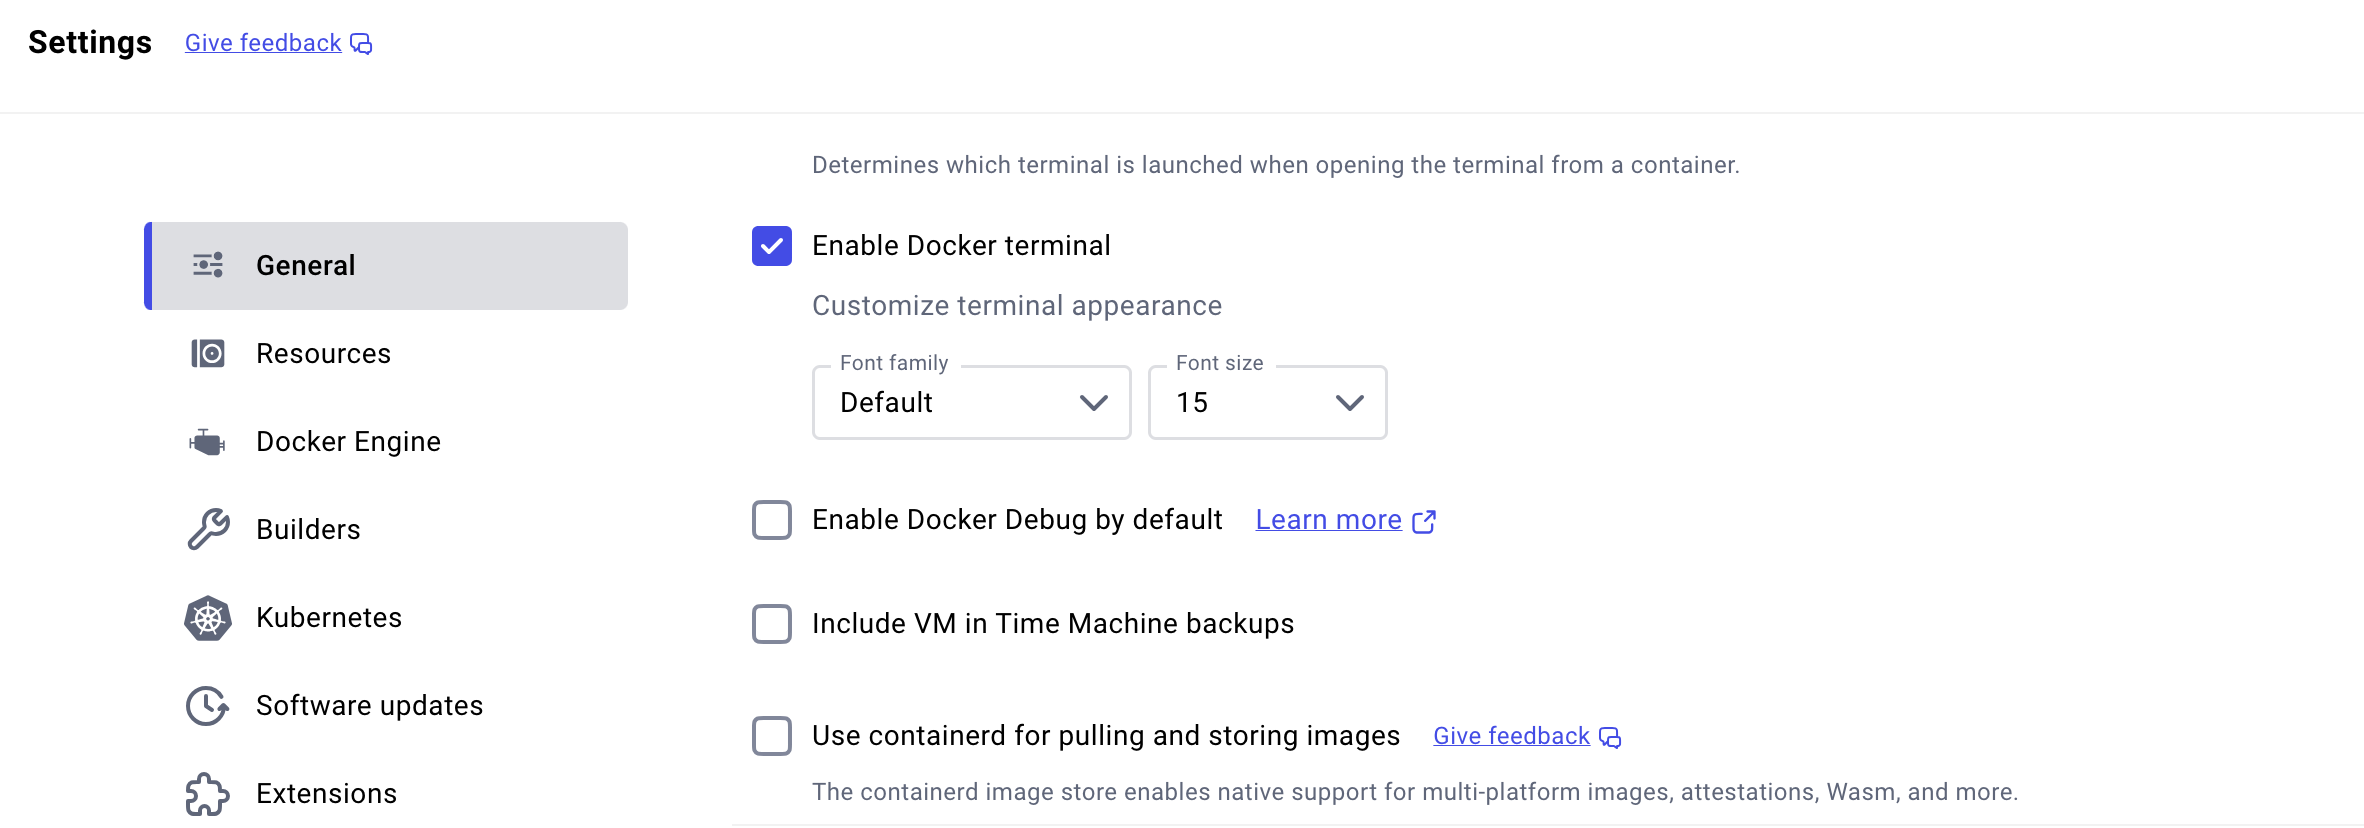 Settings Give feedback
Determines which terminal is launched when opening the terminal from a container.
General
Resources
Docker Engine
Builders
Kubernetes
Software updates
Extensions
Enable Docker terminal
Customize terminal appearance
Font family Font size
Default 15
Enable Docker Debug by default Learn more
Include VM in Time Machine backups
Use containerd for pulling and storing images Give feedback
The containerd image store enables native support for multi-platform images, attestations, Wasm, and more.